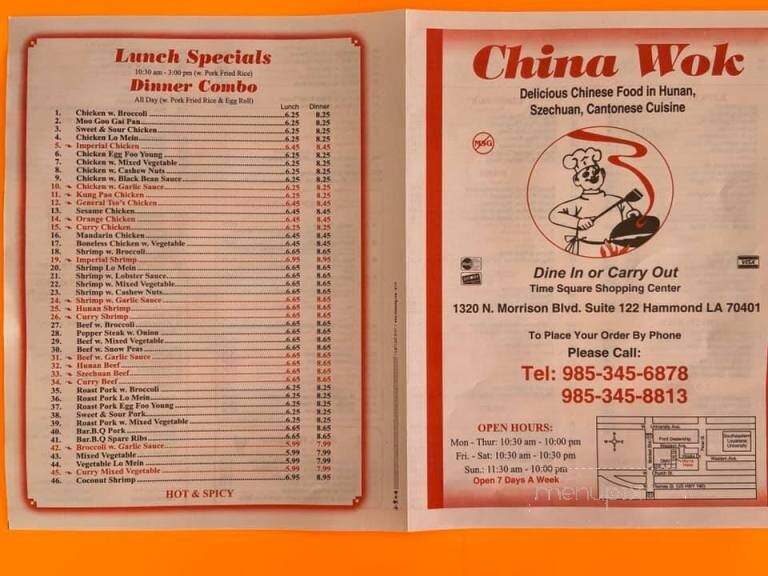 Lunch Specials
10:30 am - 3:00 pm (w. Pork Fried Rice)
Dinner Combo
All Day (w. Pork Fried Rice & Egg Roll)
Lunch Dinner
1. Chicken w. Broccoli 6.25 8.25
2. Moo Goo Gai Pan 6.25 8.25
3. Sweet & Sour Chicken 6.25 8.25
4. Chicken Lo Mein 6.25 8.25
5. Imperial Chicken 6.45 8.45
6. Chicken Egg Foo Young 6.25 8.25
7. Chicken w. Mixed Vegetable 6.25 8.25
8. Chicken w. Cashew Nuts 6.25 8.25
9. Chicken w. Black Bean Sauce 6.25 8.25
10. Chicken w. Garlic Sauce 6.25 8.25
11. Kung Pao Chicken 6.25 8.25
12. General Tso's Chicken 6.45 8.45
13. Sesame Chicken 6.45 8.45
14. Orange Chicken 6.45 8.45
15. Curry Chicken 6.25 8.25
16. Mandarin Chicken 6.45 8.45
17. Boneless Chicken w. Vegetable 6.45 8.45
18. Shrimp w. Broccoli 6.65 8.65
19. Imperial Shrimp 6.95 8.95
20. Shrimp Lo Mein 6.65 8.65
21. Shrimp w. Lobster Sauce 6.65 8.65
22. Shrimp w. Mixed Vegetable 6.65 8.65
23. Shrimp w. Cashew Nuts 6.65 8.65
24. Shrimp w. Garlic Sauce 6.65 8.65
25. Hunan Shrimp 6.65 8.65
26. Curry Shrimp 6.65 8.65
27. Beef w. Broccoli 6.65 8.65
28. Pepper Steak w. Onion 6.65 8.65
29. Beef w. Mixed Vegetable 6.65 8.65
30. Beef w. Snow Peas 6.65 8.65
31. Beef w. Garlic Sauce 6.65 8.65
32. Hunan Beef 6.65 8.65
33. Szechuan Beef 6.65 8.65
34. Curry Beef 6.65 8.65
35. Roast Pork w. Broccoli 6.25 8.25
36. Roast Pork Lo Mein 6.25 8.25
37. Roast Pork Egg Foo Young 6.25 8.25
38. Sweet & Sour Pork 6.25 8.25
39. Roast Pork w. Mixed Vegetable 6.25 8.25
40. Bar.B.Q Pork 6.65 8.65
41. Bar.B.Q Spare Ribs 6.65 8.65
42. Broccoli w. Garlic Sauce 5.99 7.99
43. Mixed Vegetable 5.99 7.99
44. Vegetable Lo Mein 5.99 7.99
45. Curry Mixed Vegetable 5.99 7.99
46. Coconut Shrimp 6.95 8.95
HOT & SPICY
China Wok
Delicious Chinese Food in Hunan,
Szechuan, Cantonese Cuisine
MSG
VISA
Dine In or Carry Out
Time Square Shopping Center
1320 N. Morrison Blvd. Suite 122 Hammond LA 70401
To Place Your Order By Phone
Please Call:
Tel: 985-345-6878
985-345-8813
OPEN HOURS:
Mon - Thur: 10:30 am - 10:00 pm
Fri. - Sat: 10:30 am - 10:30 pm
Sun.: 11:30 am - 10:00 pm
Open 7 Days A Week
University Ave.
Ford Dealership
Southeastern
Louisiana
University
Western Ave.
Western Ave.